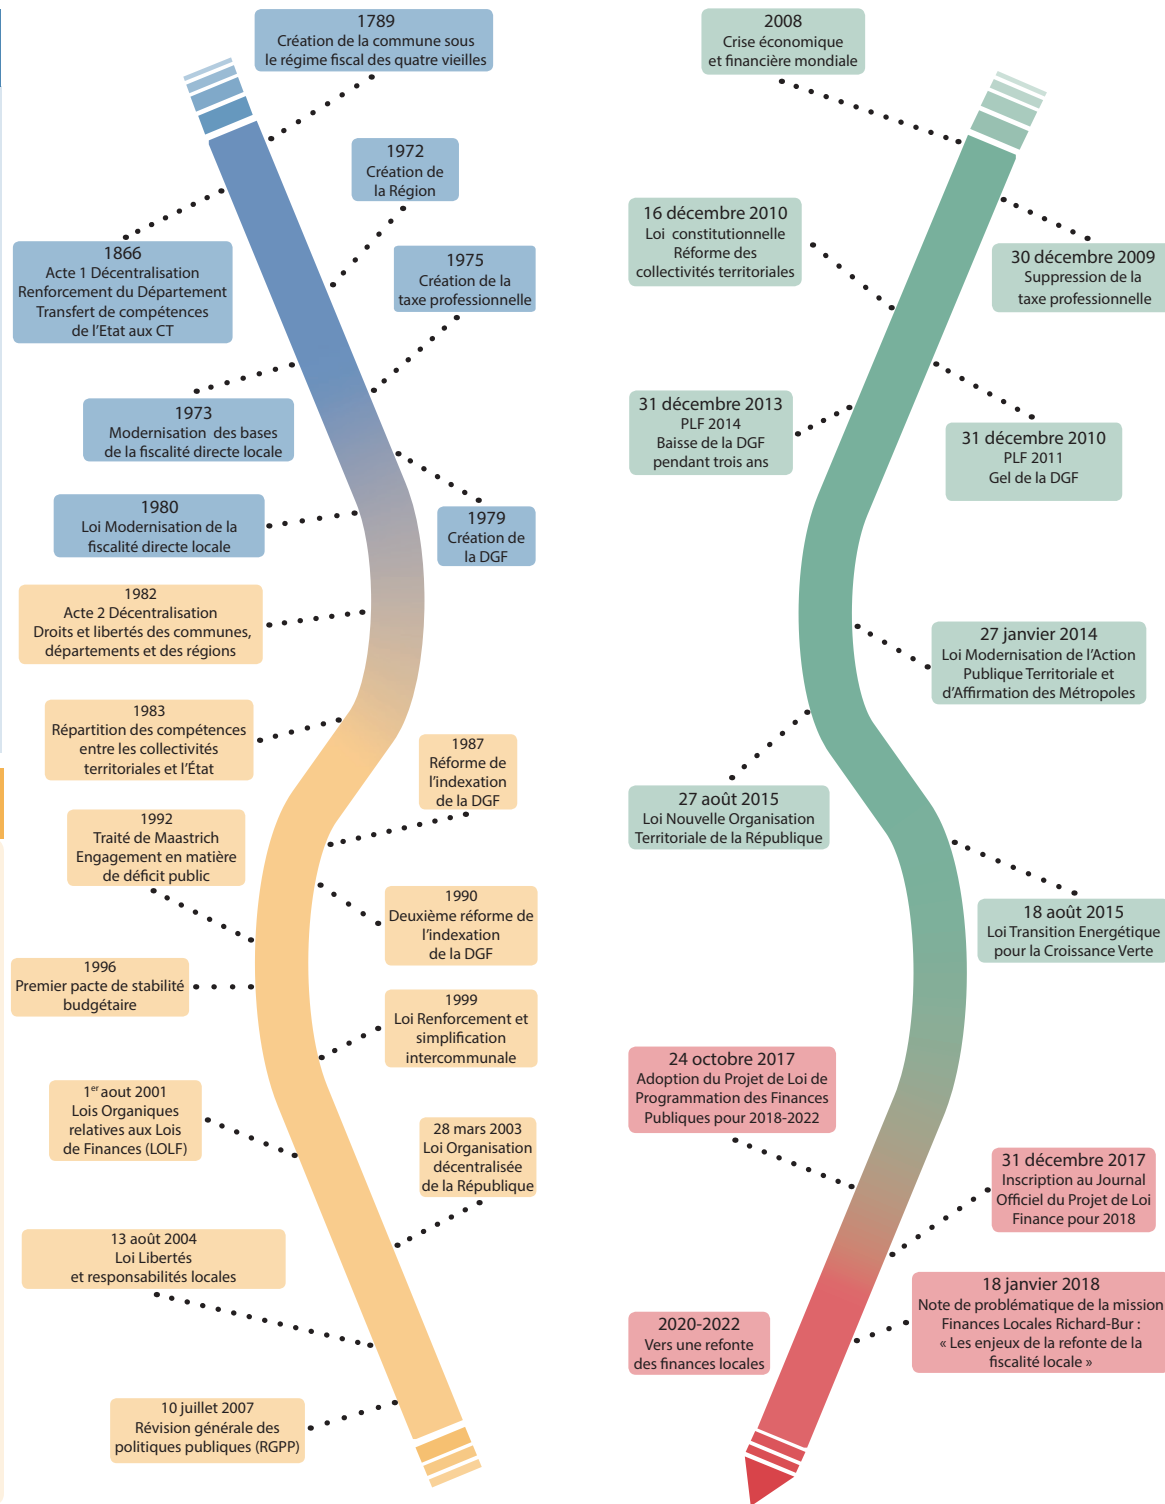 1789
Création de la commune sous
le régime fiscal des quatre vieilles
1972
Création de
la Région
1866
Acte 1 Décentralisation
Renforcement du Département
Transfert de compétences
de l'Etat aux CT
1975
Création de la
taxe professionnelle
1973
Modernisation des bases
de la fiscalité directe locale
1980
Loi Modernisation de la
fiscalité directe locale
1979
Création de
la DGF
1982
Acte 2 Décentralisation
Droits et libertés des communes,
départements et des régions
1983
Répartition des compétences
entre les collectivités
territoriales et l'État
1987
Réforme de
l'indexation
de la DGF
1992
Traité de Maastrich
Engagement en matière
de déficit public
1990
Deuxième réforme de
l'indexation
de la DGF
1996
Premier pacte de stabilité
budgétaire
1999
Loi Renforcement et
simplification
intercommunale
1er aout 2001
Lois Organiques
relatives aux Lois
de Finances (LOLF)
28 mars 2003
Loi Organisation
décentralisée
de la République
13 août 2004
Loi Libertés
et responsabilités locales
10 juillet 2007
Révision générale des
politiques publiques (RGPP)
2008
Crise économique
et financière mondiale
16 décembre 2010
Loi constitutionnelle
Réforme des
collectivités territoriales
30 décembre 2009
Suppression de la
taxe professionnelle
31 décembre 2013
PLF 2014
Baisse de la DGF
pendant trois ans
31 décembre 2010
PLF 2011
Gel de la DGF
27 janvier 2014
Loi Modernisation de l'Action
Publique Territoriale et
d'Affirmation des Métropoles
27 août 2015
Loi Nouvelle Organisation
Territoriale de la République
18 août 2015
Loi Transition Energétique
pour la Croissance Verte
24 octobre 2017
Adoption du Projet de Loi de
Programmation des Finances
Publiques pour 2018-2022
31 décembre 2017
Inscription au Journal
Officiel du Projet de Loi
Finance pour 2018
18 janvier 2018
Note de problématique de la mission
Finances Locales Richard-Bur :
« Les enjeux de la refonte de la
fiscalité locale »
2020-2022
Vers une refonte
des finances locales